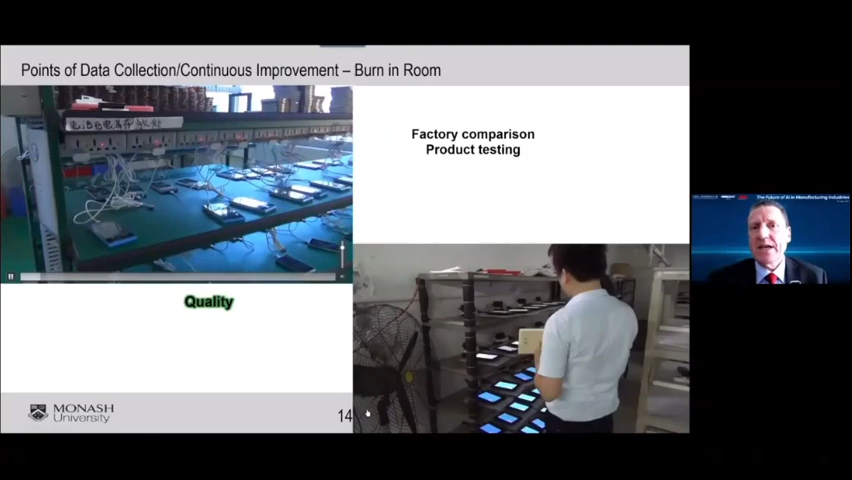 Points of Data Collection/Continuous Improvement – Burn in Room
Factory comparison
Product testing
The Future of AI in Manufacturing Industries
Quality
MONASH
University
14